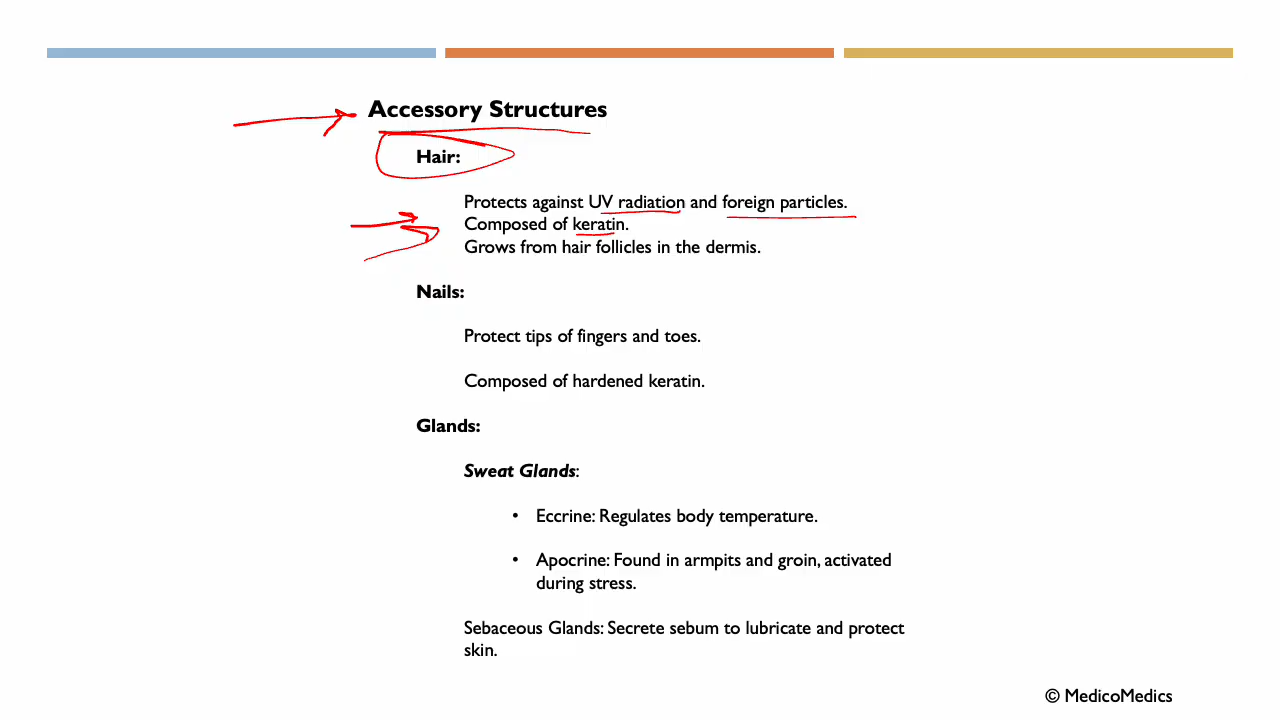 Accessory Structures
Hair:
Protects against UV radiation and foreign particles.
Composed of keratin.
Grows from hair follicles in the dermis.
Nails:
Protect tips of fingers and toes.
Composed of hardened keratin.
Glands:
Sweat Glands:
• Eccrine: Regulates body temperature.
• Apocrine: Found in armpits and groin, activated
during stress.
Sebaceous Glands: Secrete sebum to lubricate and protect
skin.
© MedicoMedics